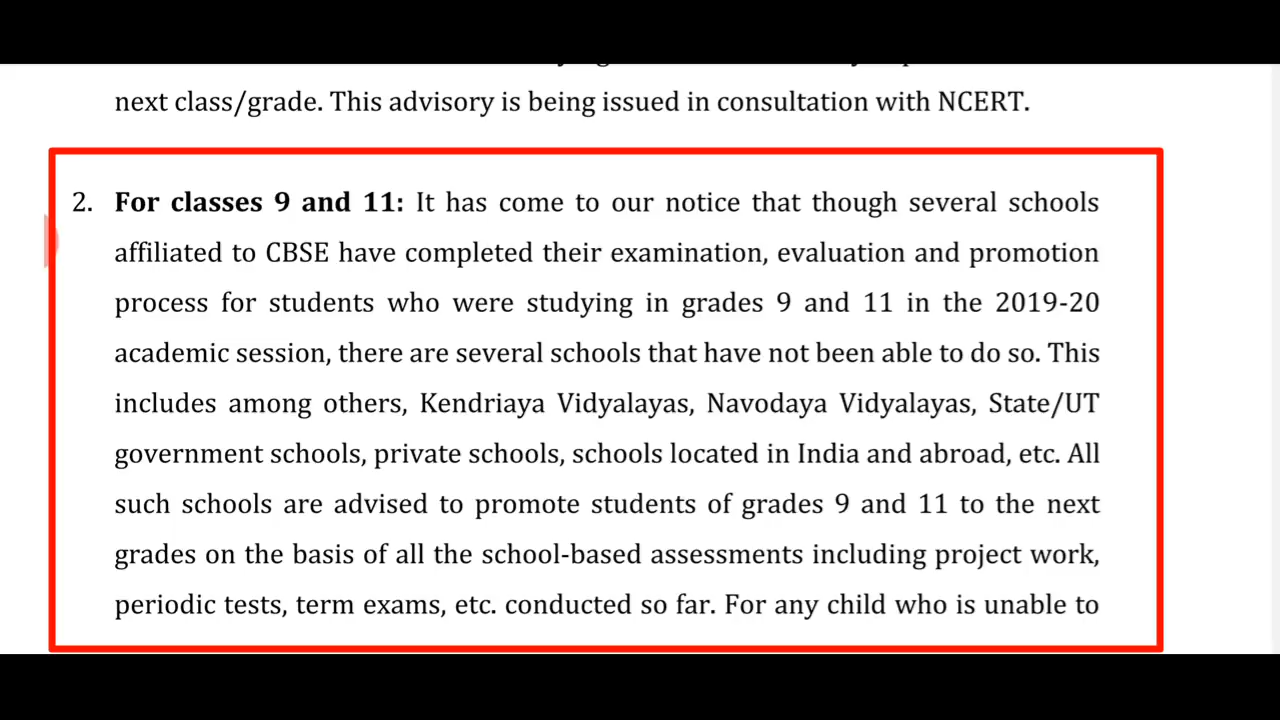 next class/grade. This advisory is being issued in consultation with NCERT.
2. For classes 9 and 11: It has come to our notice that though several schools
affiliated to CBSE have completed their examination, evaluation and promotion
process for students who were studying in grades 9 and 11 in the 2019-20
academic session, there are several schools that have not been able to do so. This
includes among others, Kendriaya Vidyalayas, Navodaya Vidyalayas, State/UT
government schools, private schools, schools located in India and abroad, etc. All
such schools are advised to promote students of grades 9 and 11 to the next
grades on the basis of all the school-based assessments including project work,
periodic tests, term exams, etc. conducted so far. For any child who is unable to